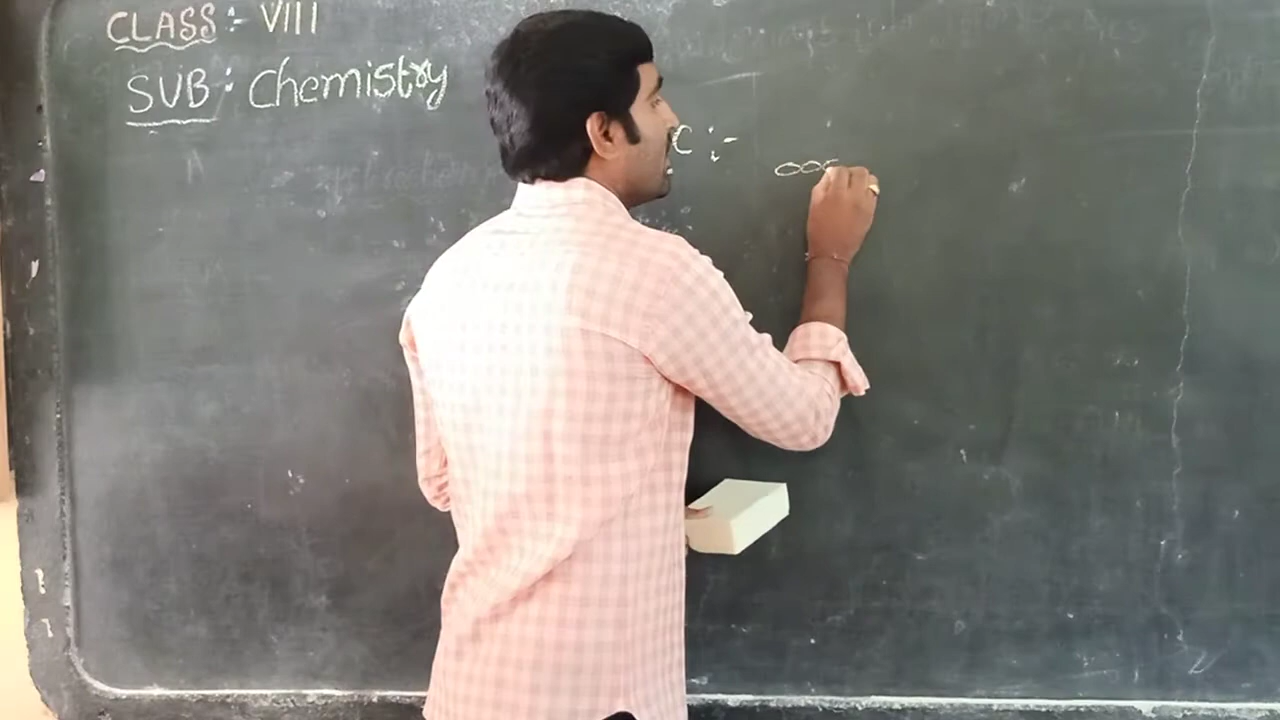 CLASS :- VIII
SUB : Chemistry
C :-